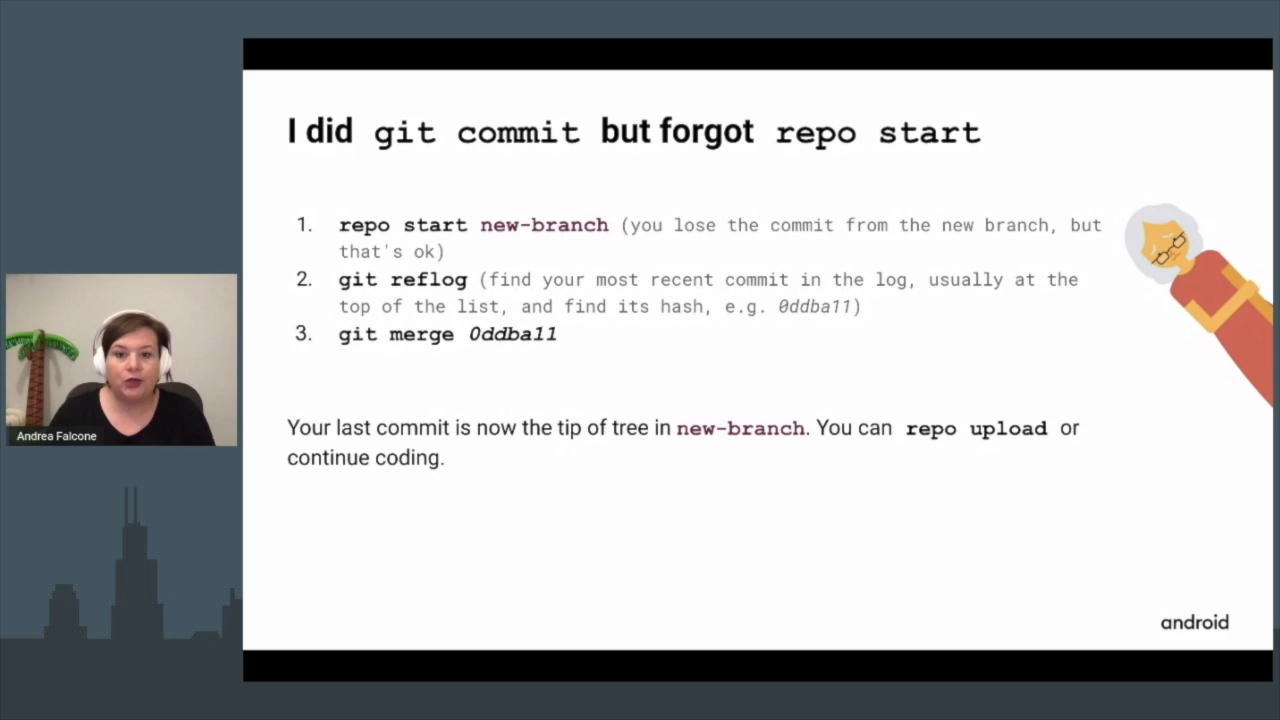 I did git commit but forgot repo start
1. repo start new-branch (you lose the commit from the new branch, but
that's ok)
2. git reflog (find your most recent commit in the log, usually at the
top of the list, and find its hash, e.g. 0ddba11)
3. git merge 0ddba11
Your last commit is now the tip of tree in new-branch. You can repo upload or
continue coding.
Andrea Falcone
android